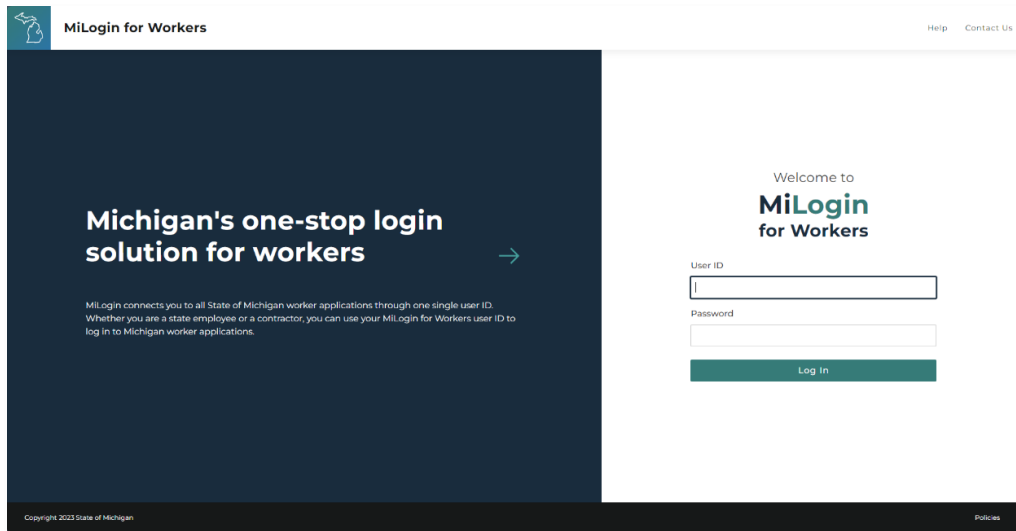 MiLogin for Workers
Help
Contact Us
Michigan's one-stop login
solution for workers
MiLogin connects you to all State of Michigan worker applications through one single user ID.
Whether you are a state employee or a contractor, you can use your MiLogin for Workers user ID to
log in to Michigan worker applications.
Welcome to
MiLogin
for Workers
User ID
Password
Log In
Copyright 2023 State of Michigan
Policies